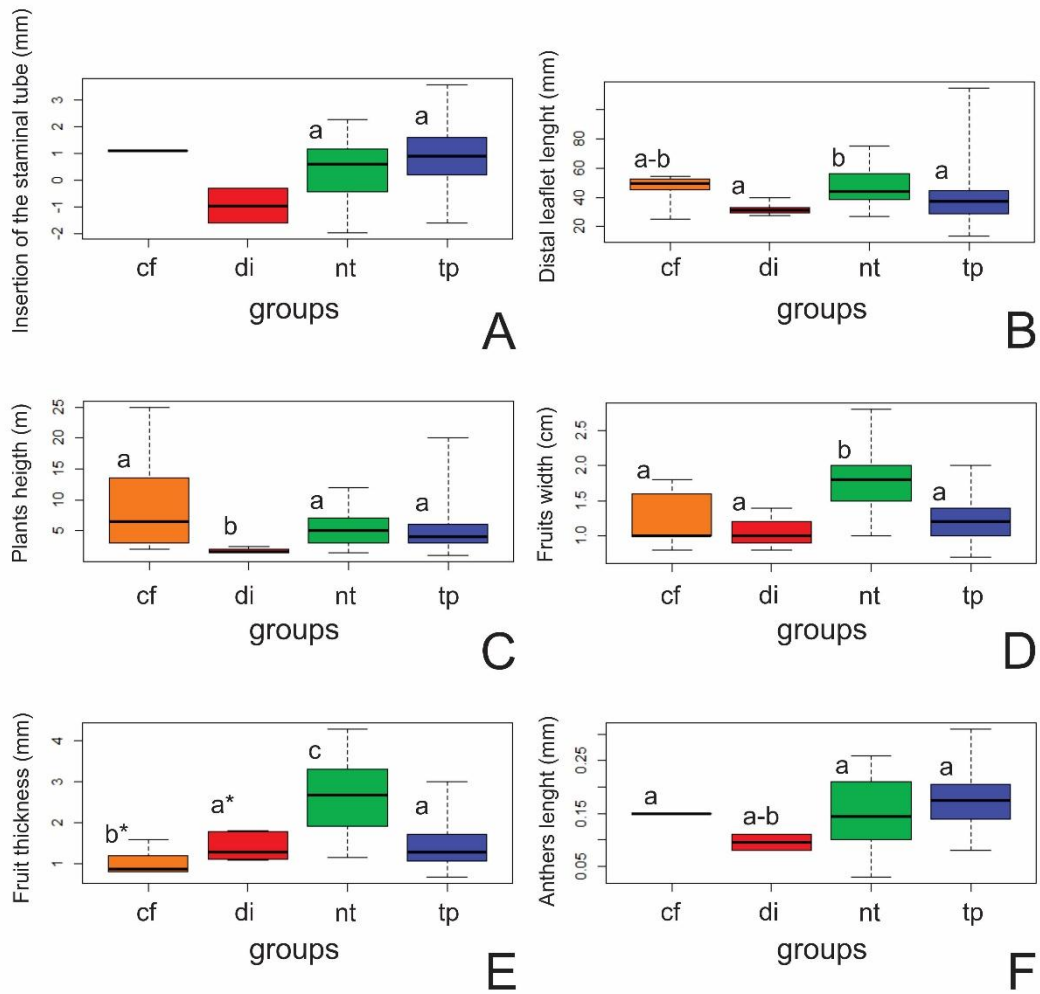 Insertion of the staminal tube (mm)
3
2
1
0
-1
-2
a
a
cf
di
nt
tp
groups
A
Distal leaflet lenght (mm)
80
60
40
20
a-b
a
b
a
cf
di
nt
tp
groups
B
Plants heigth (m)
25
20
15
10
5
a
b
a
a
cf
di
nt
tp
groups
C
Fruits width (cm)
2.5
2.0
1.5
1.0
a
a
b
a
cf
di
nt
tp
groups
D
Fruit thickness (mm)
4
3
2
1
b*
a*
c
a
cf
di
nt
tp
groups
E
Anthers lenght (mm)
0.25
0.15
0.05
a
a-b
a
a
cf
di
nt
tp
groups
F